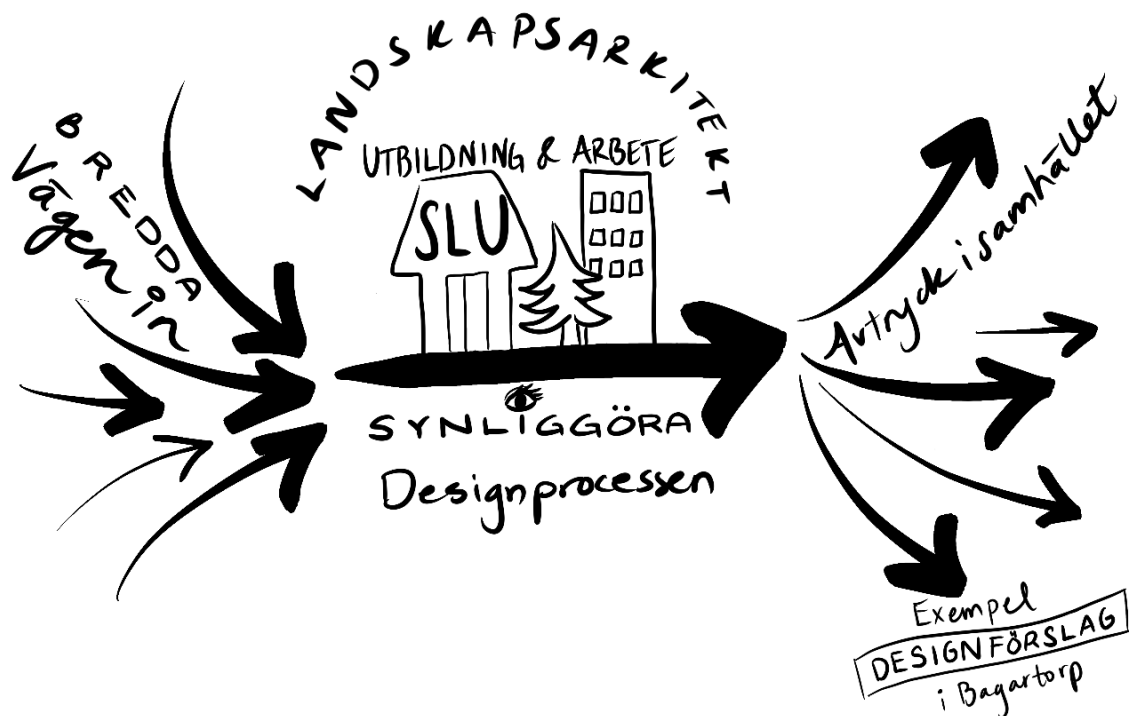 LANDSKAPSARKITEKT
UTBILDNING & ARBETE
SLU
BREDDA
Vägen in
SYNLIGGÖRA
Designprocessen
Avtryck i samhället
Exempel
DESIGNFÖRSLAG
i Bagartorp